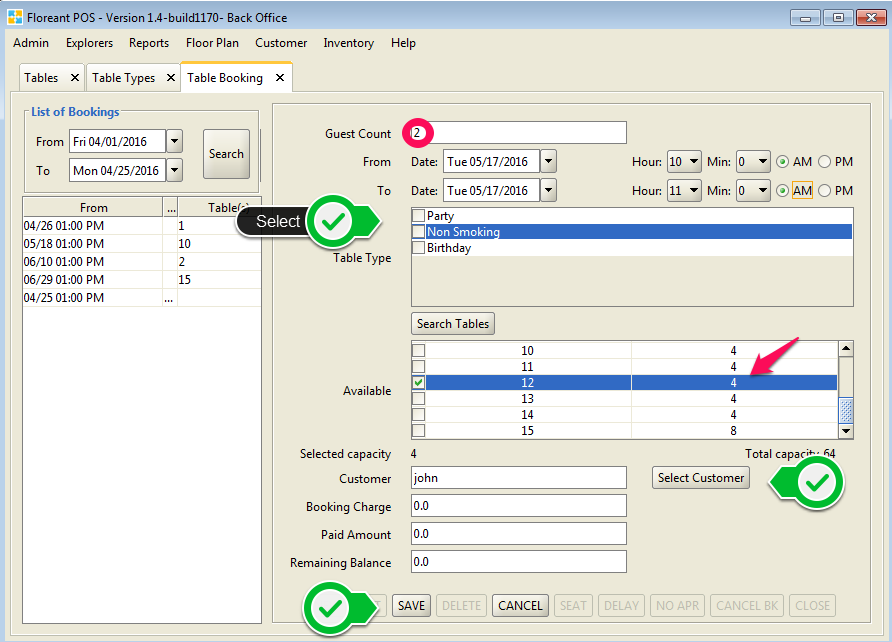 Floreant POS - Version 1.4-build1170- Back Office
Admin Explorers Reports Floor Plan Customer Inventory Help
Tables Table Types Table Booking
List of Bookings
From Fri 04/01/2016
To Mon 04/25/2016
Search
From ... Table(s)
04/26 01:00 PM 1
05/18 01:00 PM 10
06/10 01:00 PM 2
06/29 01:00 PM 15
04/25 01:00 PM ...
Guest Count 2
From Date: Tue 05/17/2016 Hour: 10 Min: 0 AM PM
To Date: Tue 05/17/2016 Hour: 11 Min: 0 AM PM
Select
Table Type
Party
Non Smoking
Birthday
Search Tables
Available
10 4
11 4
12 4
13 4
14 4
15 8
Selected capacity 4 Total capacity 64
Customer john Select Customer
Booking Charge 0.0
Paid Amount 0.0
Remaining Balance 0.0
SAVE DELETE CANCEL SEAT DELAY NO APR CANCEL BK CLOSE